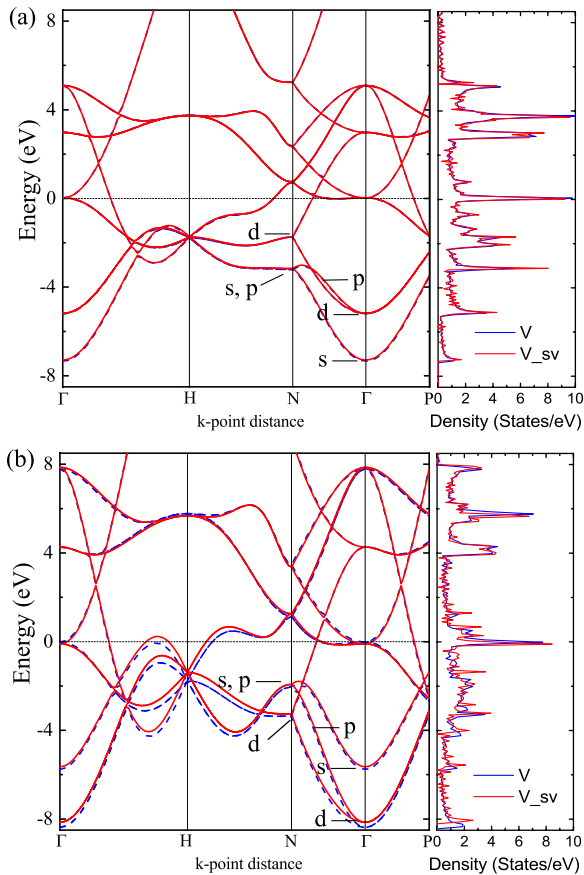 (a)
8
4
0
-4
-8
Energy (eV)
d
s, p
p
d
s
Γ H N Γ P
k-point distance
V
V_sv
0 2 4 6 8 10
Density (States/eV)
(b)
8
4
0
-4
-8
Energy (eV)
s, p
d
p
s
d
Γ H N Γ P
k-point distance
V
V_sv
0 2 4 6 8 10
Density (States/eV)